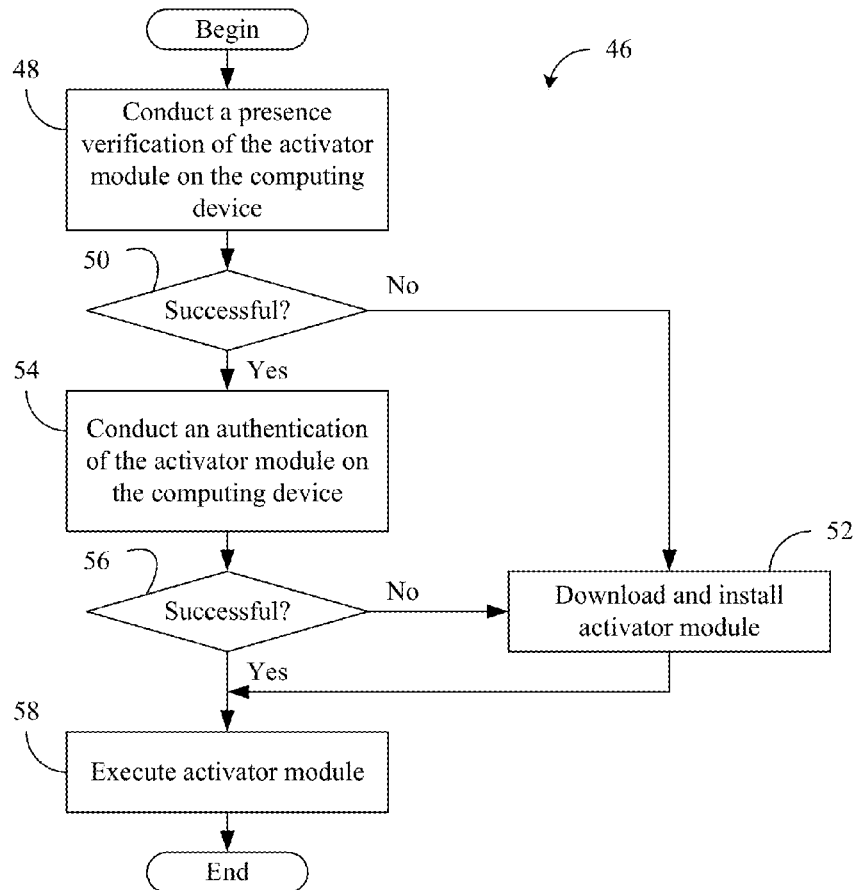 Begin
46
48
Conduct a presence
verification of the activator
module on the computing
device
50
Successful?
No
Yes
54
Conduct an authentication
of the activator module on
the computing device
56
Successful?
No
52
Download and install
activator module
Yes
58
Execute activator module
End